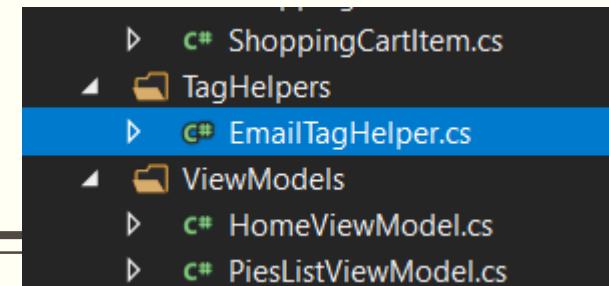 C# ShoppingCartItem.cs
TagHelpers
C# EmailTagHelper.cs
ViewModels
C# HomeViewModel.cs
C# PiesListViewModel.cs